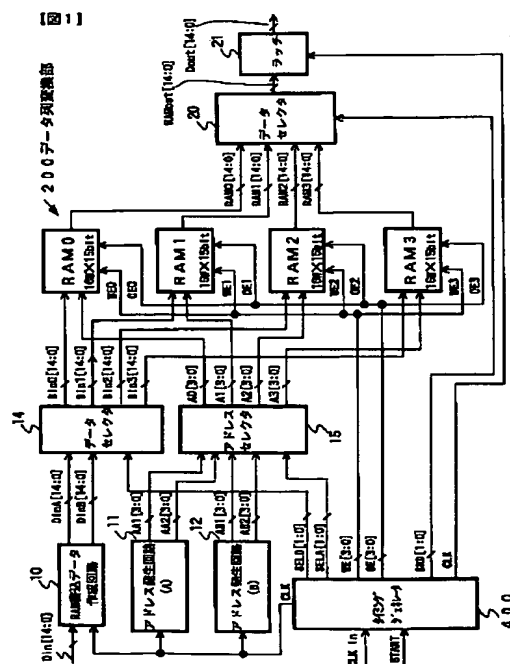 【図1】
200データ列変換部
Din[14:0]
10
RAM書込データ
作成回路
DinA[14:0]
DinB[14:0]
14
データ
セレクタ
Din0[14:0]
Din1[14:0]
Din2[14:0]
Din3[14:0]
11
アドレス発生回路
(A)
AA1[3:0]
AA2[3:0]
12
アドレス発生回路
(B)
AB1[3:0]
AB2[3:0]
アドレス
セレクタ
15
A0[3:0]
A1[3:0]
A2[3:0]
A3[3:0]
RAM0
16W×15bit
WE0
OE0
RAM1
16W×15bit
WE1
OE1
RAM2
16W×15bit
WE2
OE2
RAM3
16W×15bit
WE3
OE3
RAM0[14:0]
RAM1[14:0]
RAM2[14:0]
RAM3[14:0]
20
データ
セレクタ
RAMout[14:0]
21
ラッチ
Dout[14:0]
CLK
SELD[1:0]
SELA[1:0]
WE[3:0]
OE[3:0]
CLK
CLK in
START
タイミング
ジェネレータ
400